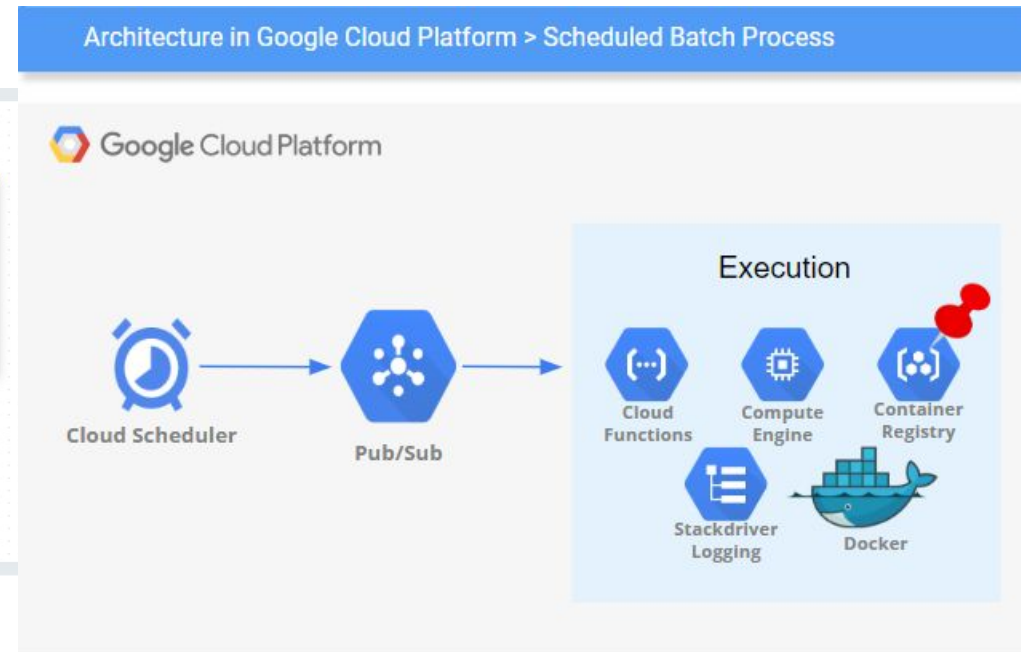 Architecture in Google Cloud Platform > Scheduled Batch Process
Google Cloud Platform
Execution
Cloud Scheduler
Pub/Sub
Cloud
Functions
Compute
Engine
Container
Registry
Stackdriver
Logging
Docker